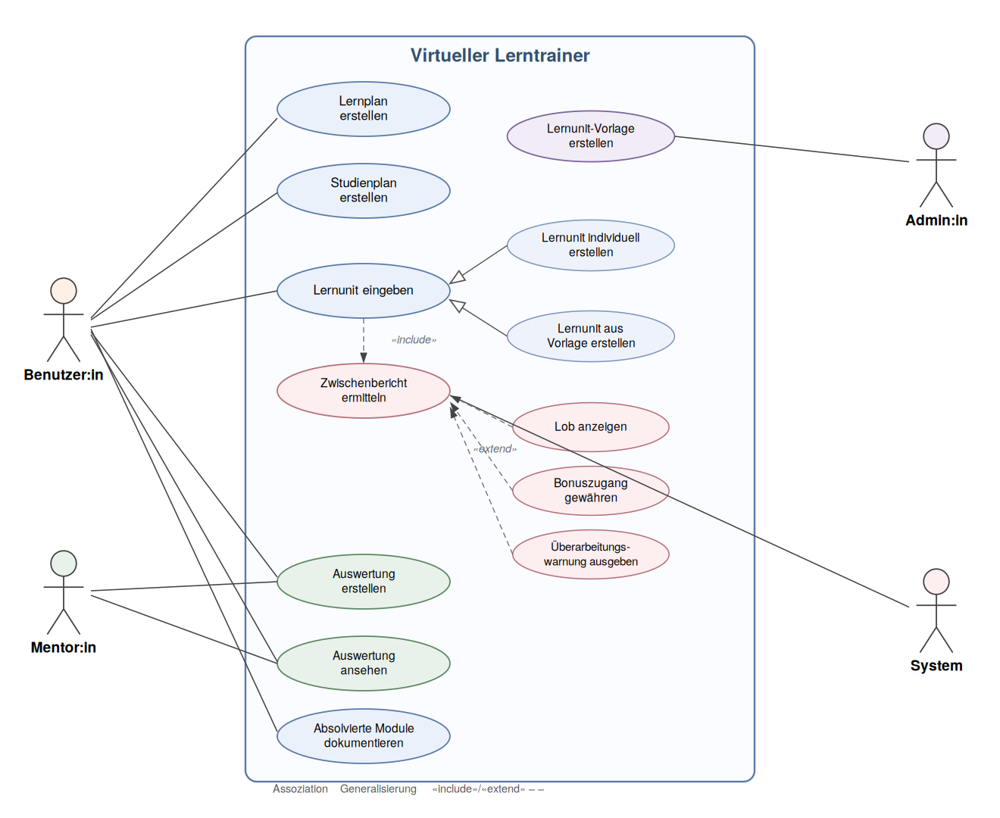 Virtueller Lerntrainer
Lernplan
erstellen
Lernunit-Vorlage
erstellen
Studienplan
erstellen
Admin:in
Lernunit individuell
erstellen
Lernunit eingeben
Benutzer:in
«include»
Lernunit aus
Vorlage erstellen
Zwischenbericht
ermitteln
Lob anzeigen
«extend»
Bonuszugang
gewähren
Überarbeitungs-
warnung ausgeben
Auswertung
erstellen
Mentor:in
Auswertung
ansehen
System
Absolvierte Module
dokumentieren
Assoziation Generalisierung «include»/«extend» – –